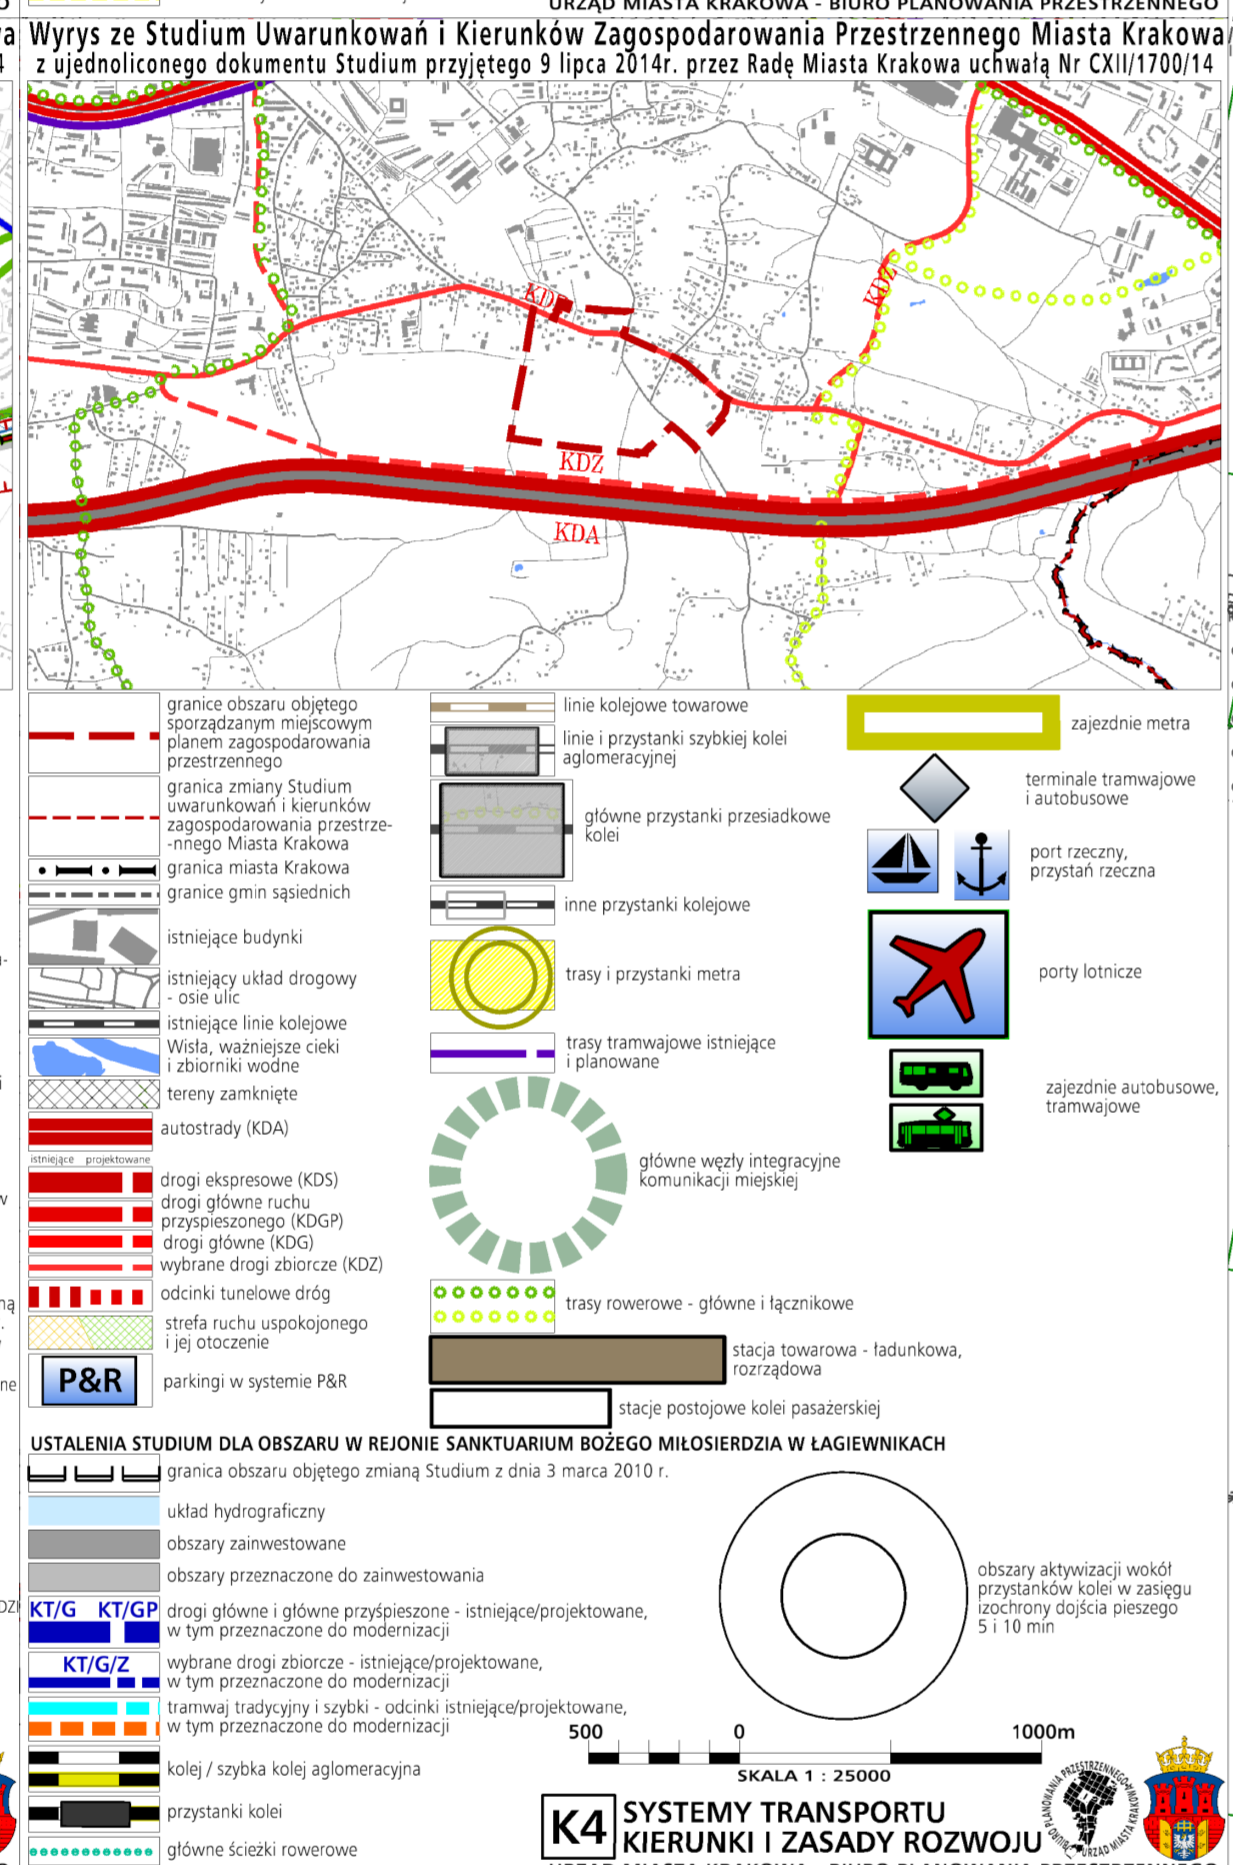 URZĄD MIASTA KRAKOWA - BIURO PLANOWANIA PRZESTRZENNEGO
Wyrys ze Studium Uwarunkowań i Kierunków Zagospodarowania Przestrzennego Miasta Krakowa
z ujednoliconego dokumentu Studium przyjętego 9 lipca 2014r. przez Radę Miasta Krakowa uchwałą Nr CXII/1700/14
KDZ
KDZ
KDA
granice obszaru objętego
sporządzanym miejscowym
planem zagospodarowania
przestrzennego
granica zmiany Studium
uwarunkowań i kierunków
zagospodarowania przestrze-
-nnego Miasta Krakowa
granica miasta Krakowa
granice gmin sąsiednich
istniejące budynki
istniejący układ drogowy
- osie ulic
istniejące linie kolejowe
Wisła, ważniejsze cieki
i zbiorniki wodne
tereny zamknięte
autostrady (KDA)
istniejące projektowane
drogi ekspresowe (KDS)
drogi główne ruchu
przyspieszonego (KDGP)
drogi główne (KDG)
wybrane drogi zbiorcze (KDZ)
odcinki tunelowe dróg
strefa ruchu uspokojonego
i jej otoczenie
P&R parkingi w systemie P&R
linie kolejowe towarowe
linie i przystanki szybkiej kolei
aglomeracyjnej
główne przystanki przesiadkowe
kolei
inne przystanki kolejowe
trasy i przystanki metra
trasy tramwajowe istniejące
i planowane
główne węzły integracyjne
komunikacji miejskiej
trasy rowerowe - główne i łącznikowe
stacja towarowa - ładunkowa,
rozrządowa
stacje postojowe kolei pasażerskiej
zajezdnie metra
terminale tramwajowe
i autobusowe
port rzeczny,
przystań rzeczna
porty lotnicze
zajezdnie autobusowe,
tramwajowe
USTALENIA STUDIUM DLA OBSZARU W REJONIE SANKTUARIUM BOŻEGO MIŁOSIERDZIA W ŁAGIEWNIKACH
granica obszaru objętego zmianą Studium z dnia 3 marca 2010 r.
układ hydrograficzny
obszary zainwestowane
obszary przeznaczone do zainwestowania
KT/G KT/GP drogi główne i główne przyśpieszone - istniejące/projektowane,
w tym przeznaczone do modernizacji
KT/G/Z wybrane drogi zbiorcze - istniejące/projektowane,
w tym przeznaczone do modernizacji
tramwaj tradycyjny i szybki - odcinki istniejące/projektowane,
w tym przeznaczone do modernizacji
kolej / szybka kolej aglomeracyjna
przystanki kolei
główne ścieżki rowerowe
obszary aktywizacji wokół
przystanków kolei w zasięgu
izochrony dojścia pieszego
5 i 10 min
500 0 1000m
SKALA 1 : 25000
K4 SYSTEMY TRANSPORTU
KIERUNKI I ZASADY ROZWOJU
BIURO PLANOWANIA PRZESTRZENNEGO
URZĄD MIASTA KRAKOWA
URZĄD MIASTA KRAKOWA - BIURO PLANOWANIA PRZESTRZENNEGO